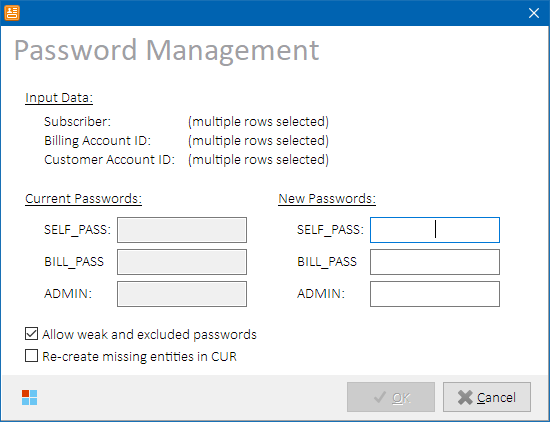 Password Management
Input Data:
Subscriber: (multiple rows selected)
Billing Account ID: (multiple rows selected)
Customer Account ID: (multiple rows selected)
Current Passwords: New Passwords:
SELF_PASS: SELF_PASS:
BILL_PASS BILL_PASS
ADMIN: ADMIN:
Allow weak and excluded passwords
Re-create missing entities in CUR
OK Cancel